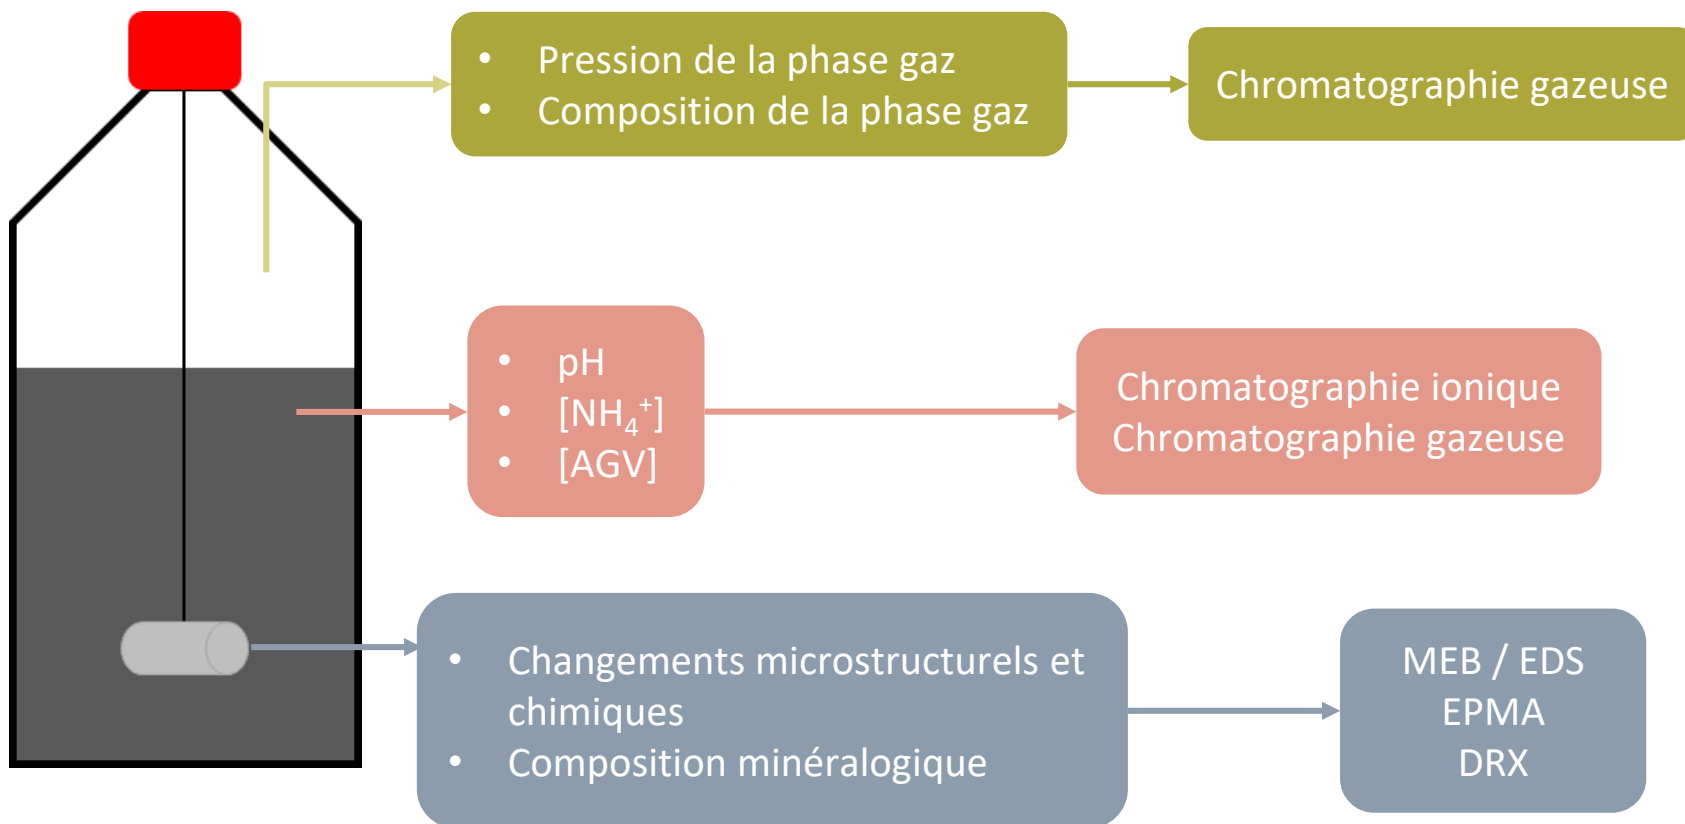 • Pression de la phase gaz
• Composition de la phase gaz
Chromatographie gazeuse
• pH
• [NH₄⁺]
• [AGV]
Chromatographie ionique
Chromatographie gazeuse
• Changements microstructurels et
chimiques
• Composition minéralogique
MEB / EDS
EPMA
DRX